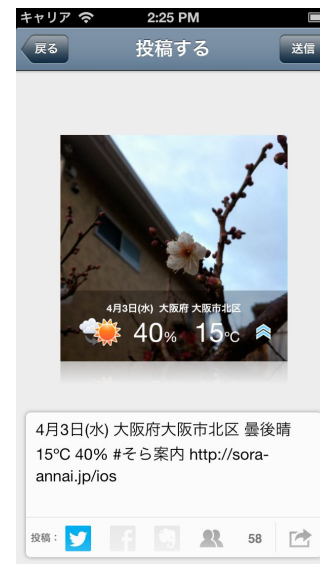 キャリア 2:25 PM
戻る 投稿する 送信
4月3日(水) 大阪府 大阪市北区
40% 15℃
4月3日(水) 大阪府大阪市北区 曇後晴
15℃ 40% #そら案内 http://sora-
annai.jp/ios
投稿： 58